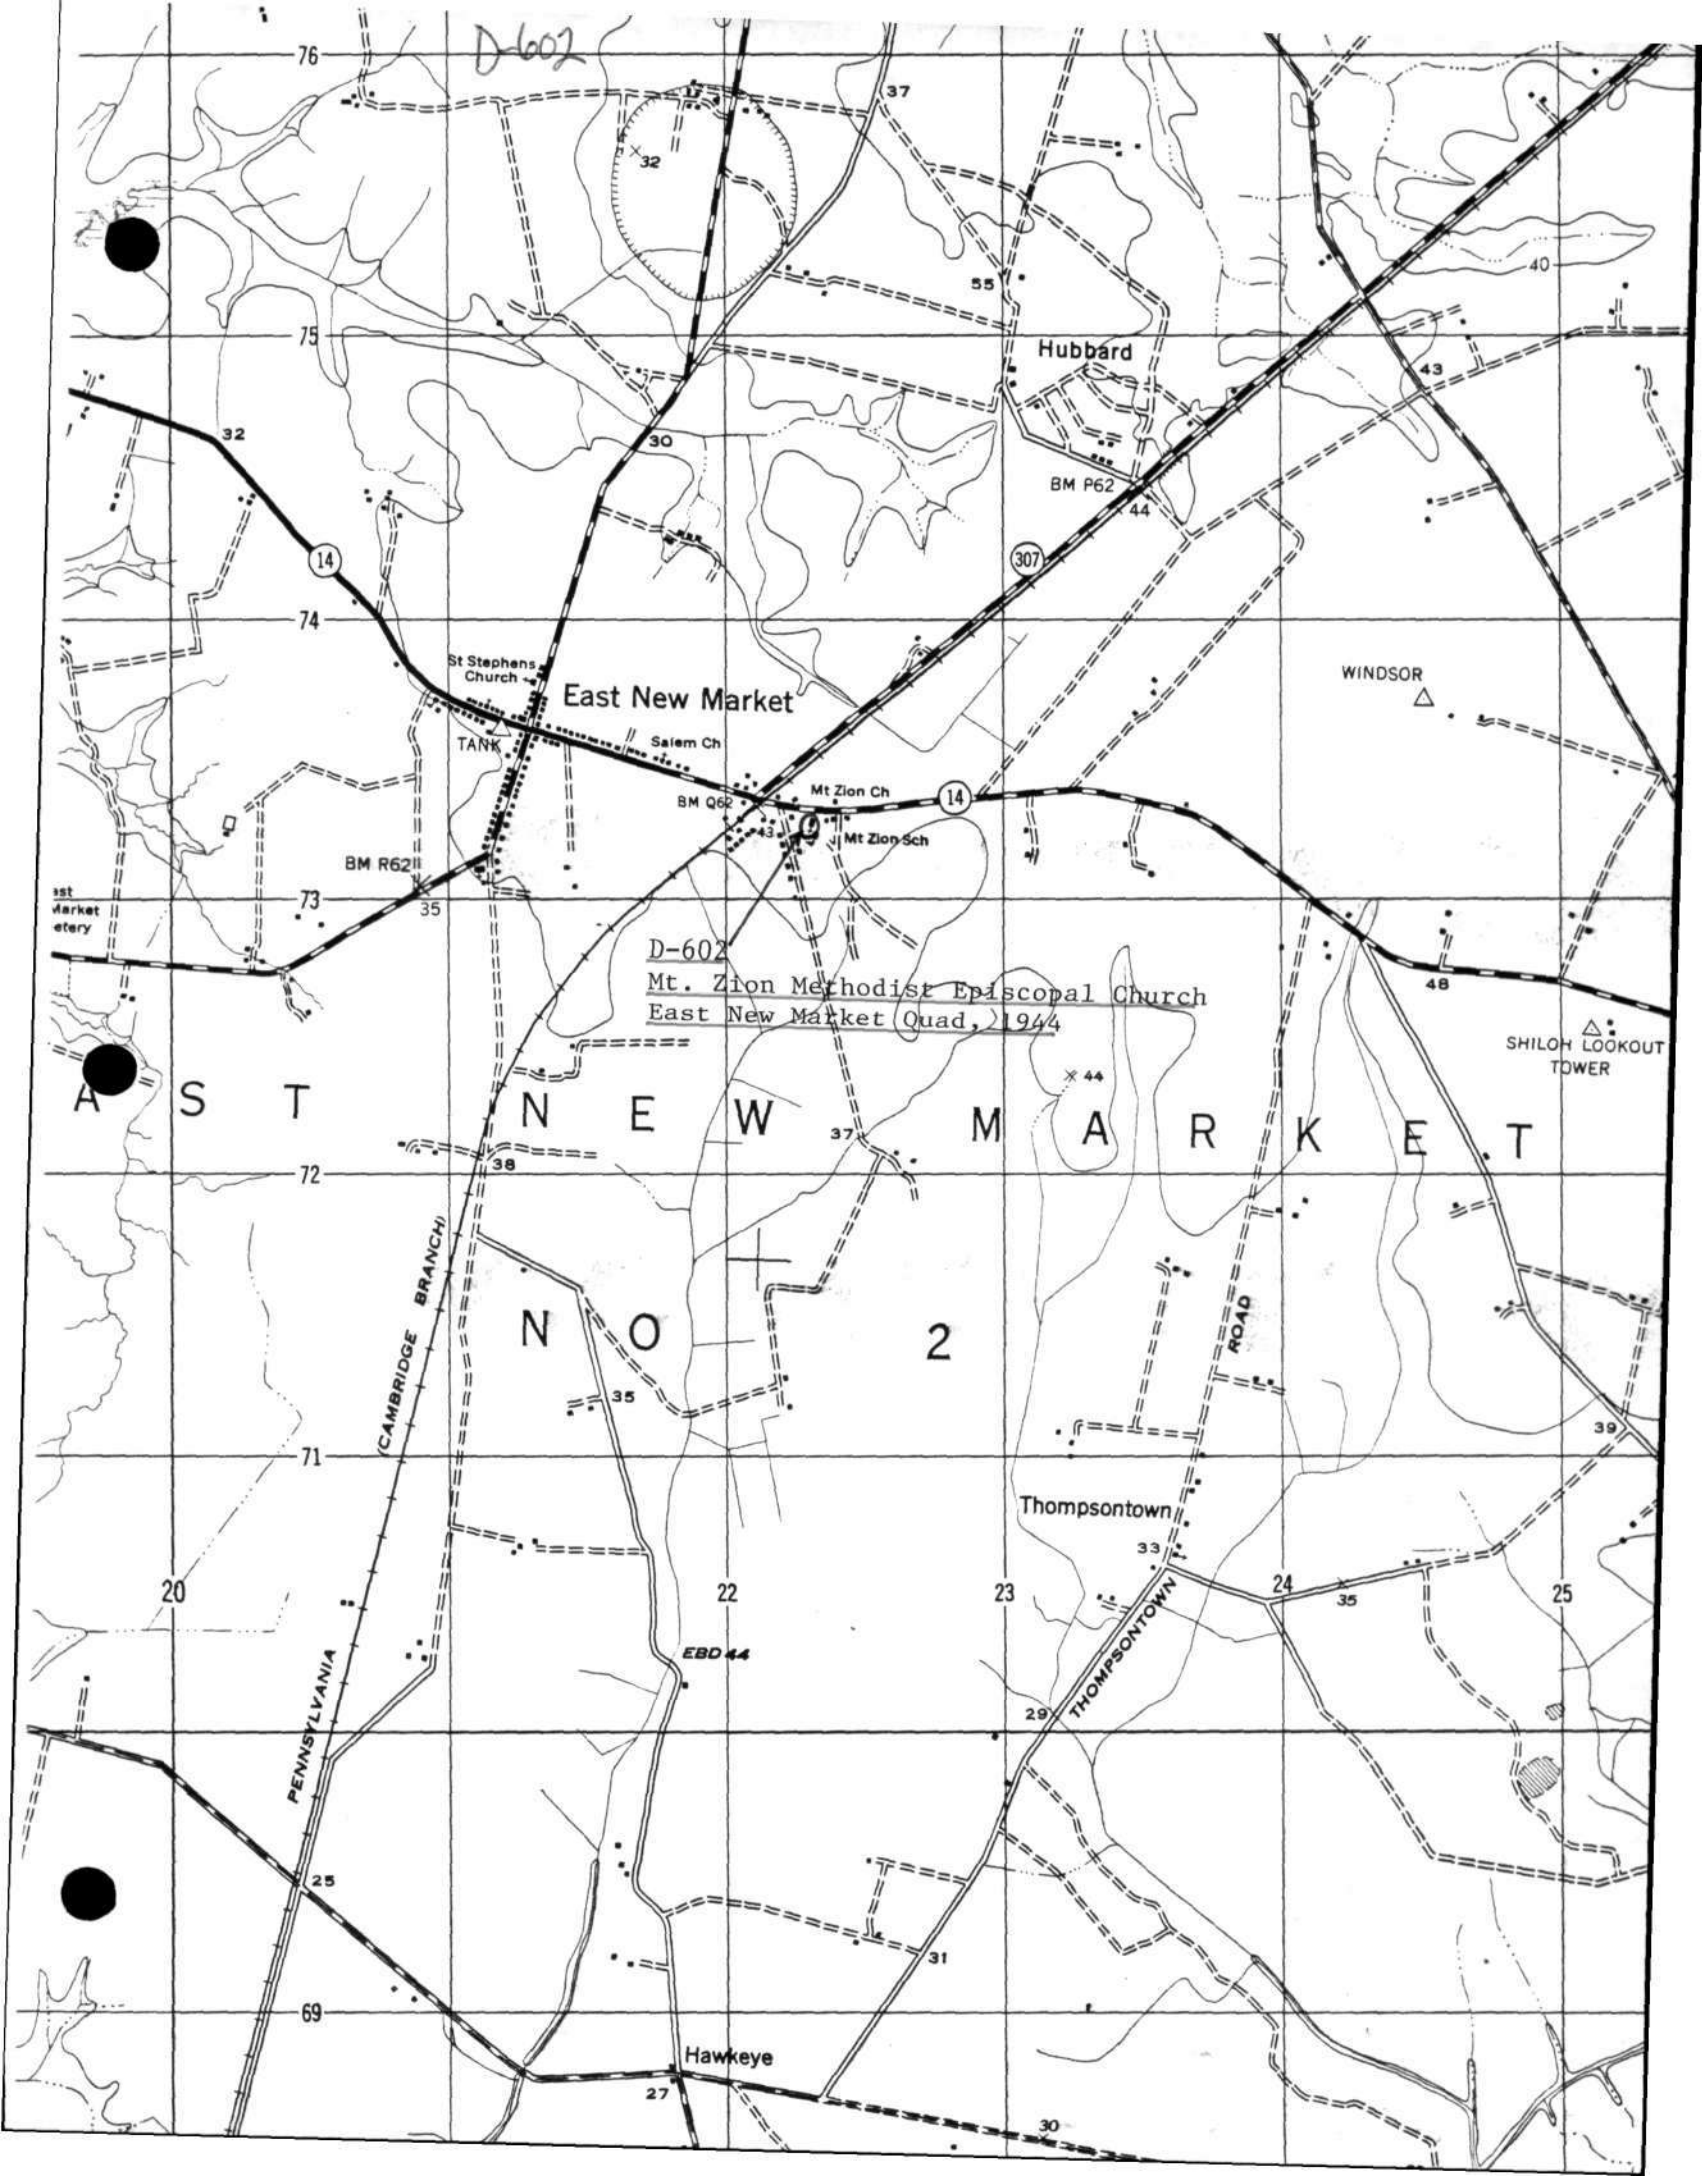 D-602
76
37
32
55
40
75
Hubbard
43
32
30
BM P62
44
14
307
74
St Stephens
Church
East New Market
WINDSOR
TANK
Salem Ch
Mt Zion Ch
14
BM Q62
43
Mt Zion Sch
BM R62
35
73
Market
D-602
Mt. Zion Methodist Episcopal Church
East New Market Quad, 1944
48
SHILOH LOOKOUT
TOWER
44
A S T N E W M A R K E T
37
38
72
(CAMBRIDGE BRANCH)
N O 2
ROAD
35
39
71
Thompsontown
33
20
22
23
24
25
35
EBD 44
THOMPSONTOWN
PENNSYLVANIA
29
25
31
69
Hawkeye
27
30